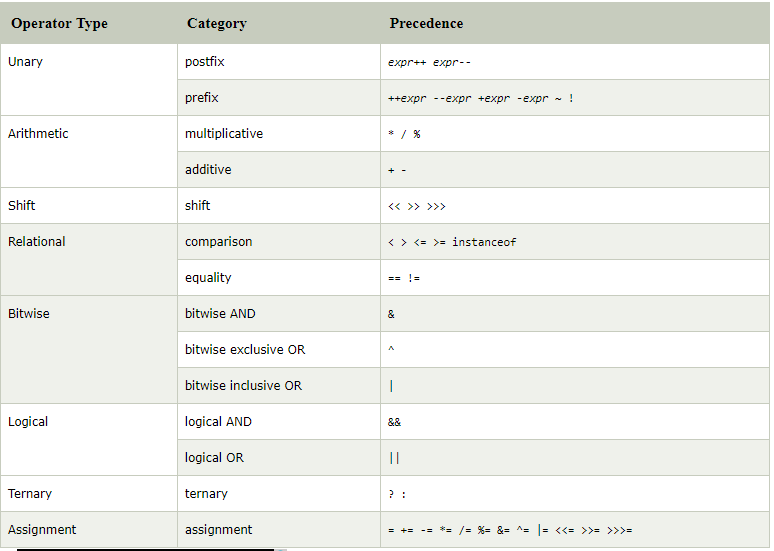 Operator Type Category Precedence
Unary postfix expr++ expr--
prefix ++expr --expr +expr -expr ~ !
Arithmetic multiplicative * / %
additive + -
Shift shift << >> >>>
Relational comparison < > <= >= instanceof
equality == !=
Bitwise bitwise AND &
bitwise exclusive OR ^
bitwise inclusive OR |
Logical logical AND &&
logical OR ||
Ternary ternary ? :
Assignment assignment = += -= *= /= %= &= ^= |= <<= >>= >>>=